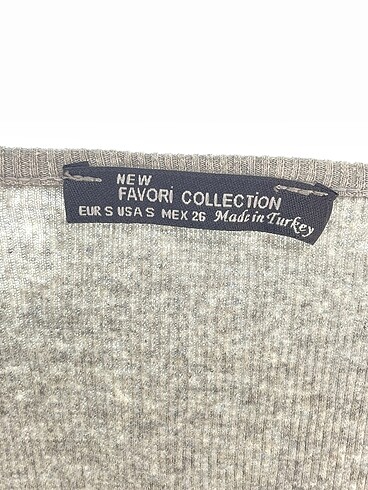 NEW
FAVORİ COLLECTION
EUR S USA S MEX 26 Made in Turkey